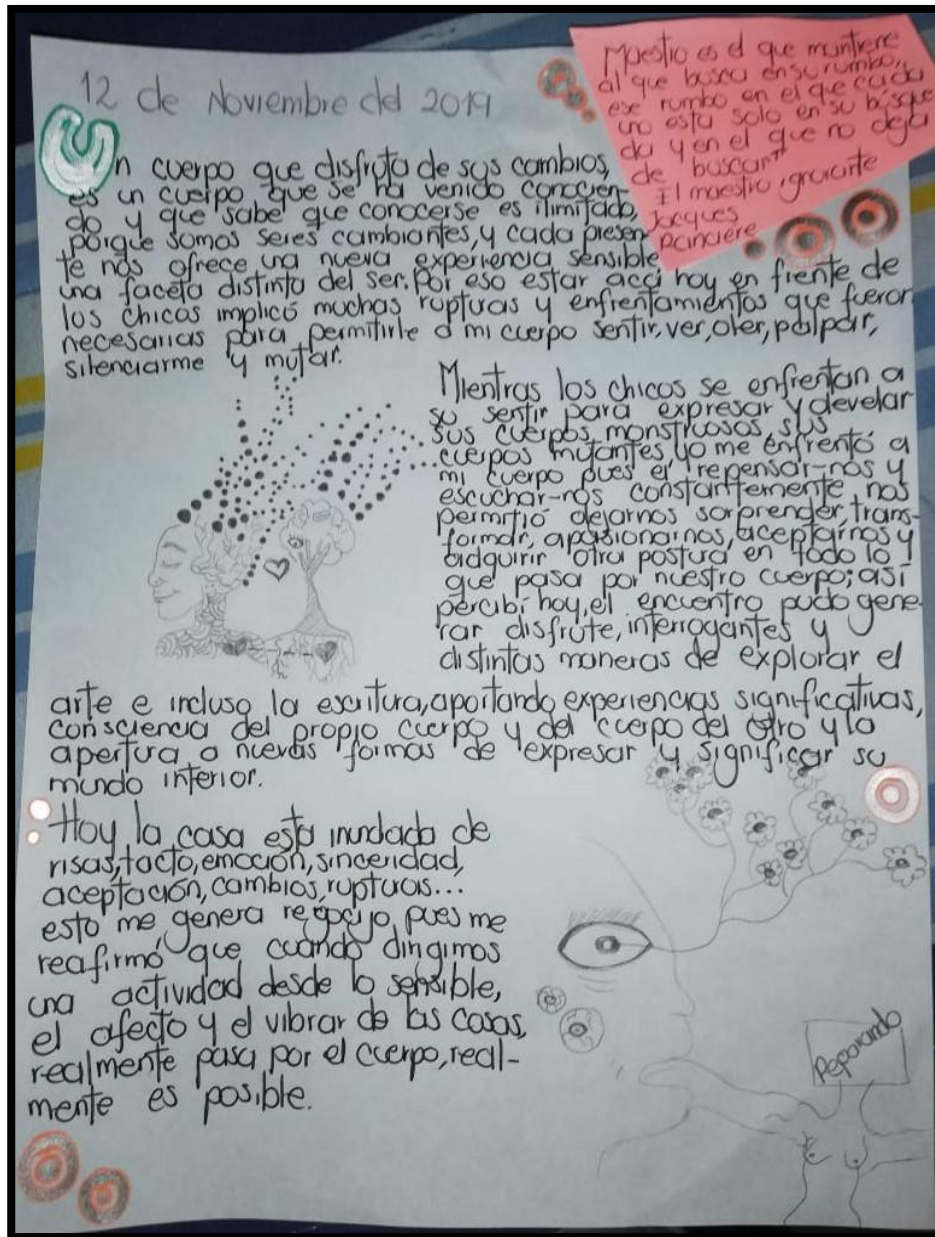 12 de Noviembre del 2019
Maestro es el que mantiene
al que busca en su rumbo,
ese rumbo en el que cada
uno esta solo en su búsque
da y en el que no deja
de buscar"
El maestro ignorante
Jacques
Ranciere
Un cuerpo que disfruta de sus cambios,
es un cuerpo que se ha venido conocien-
do y que sabe que conocerse es ilimitado,
porque somos seres cambiantes, y cada presen
te nos ofrece una nueva experiencia sensible
una faceta distinta del ser. Por eso estar acá hoy en frente de
los chicos implicó muchas rupturas y enfrentamientos que fueron
necesarias para permitirle a mi cuerpo sentir, ver, oler, palpar,
silenciarme y mutar.
Mientras los chicos se enfrentan a
su sentir para expresar y develar
sus cuerpos monstruosos, sus
cuerpos mutantes, yo me enfrentó a
mi cuerpo pues el repensar-nos y
escuchar-nos constantemente nos
permitió dejarnos sorprender, trans-
formar, apasionarnos, aceptarnos y
adquirir otra postura en todo lo
que pasa por nuestro cuerpo; así
percibí hoy, el encuentro pudo gene-
rar disfrute, interrogantes y
distintas maneras de explorar el
arte e incluso la escritura, aportando experiencias significativas,
consciencia del propio cuerpo y del cuerpo del otro y la
apertura a nuevas formas de expresar y significar su
mundo interior.
Hoy la casa esta inundada de
risas, tacto, emoción, sinceridad,
aceptación, cambios, rupturas...
esto me genera regocijo, pues me
reafirmó que cuando dirigimos
una actividad desde lo sensible,
el afecto y el vibrar de las cosas,
realmente pasa por el cuerpo, real-
mente es posible.
Reparando